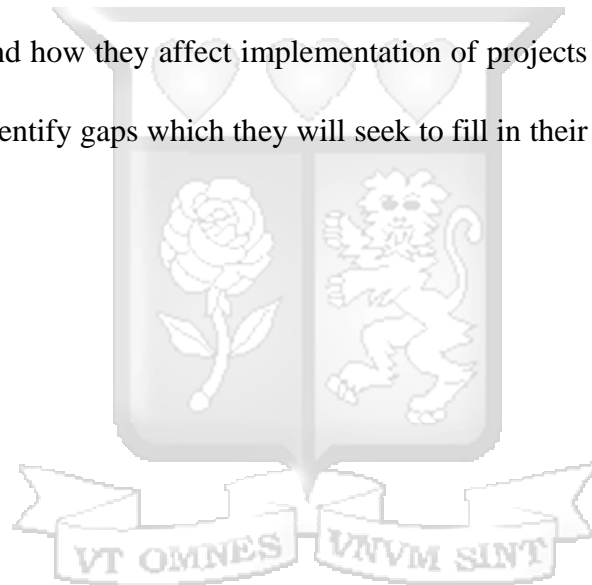 nd how they affect implementation of projects
entify gaps which they will seek to fill in their
VT OMNES VNVM SINT